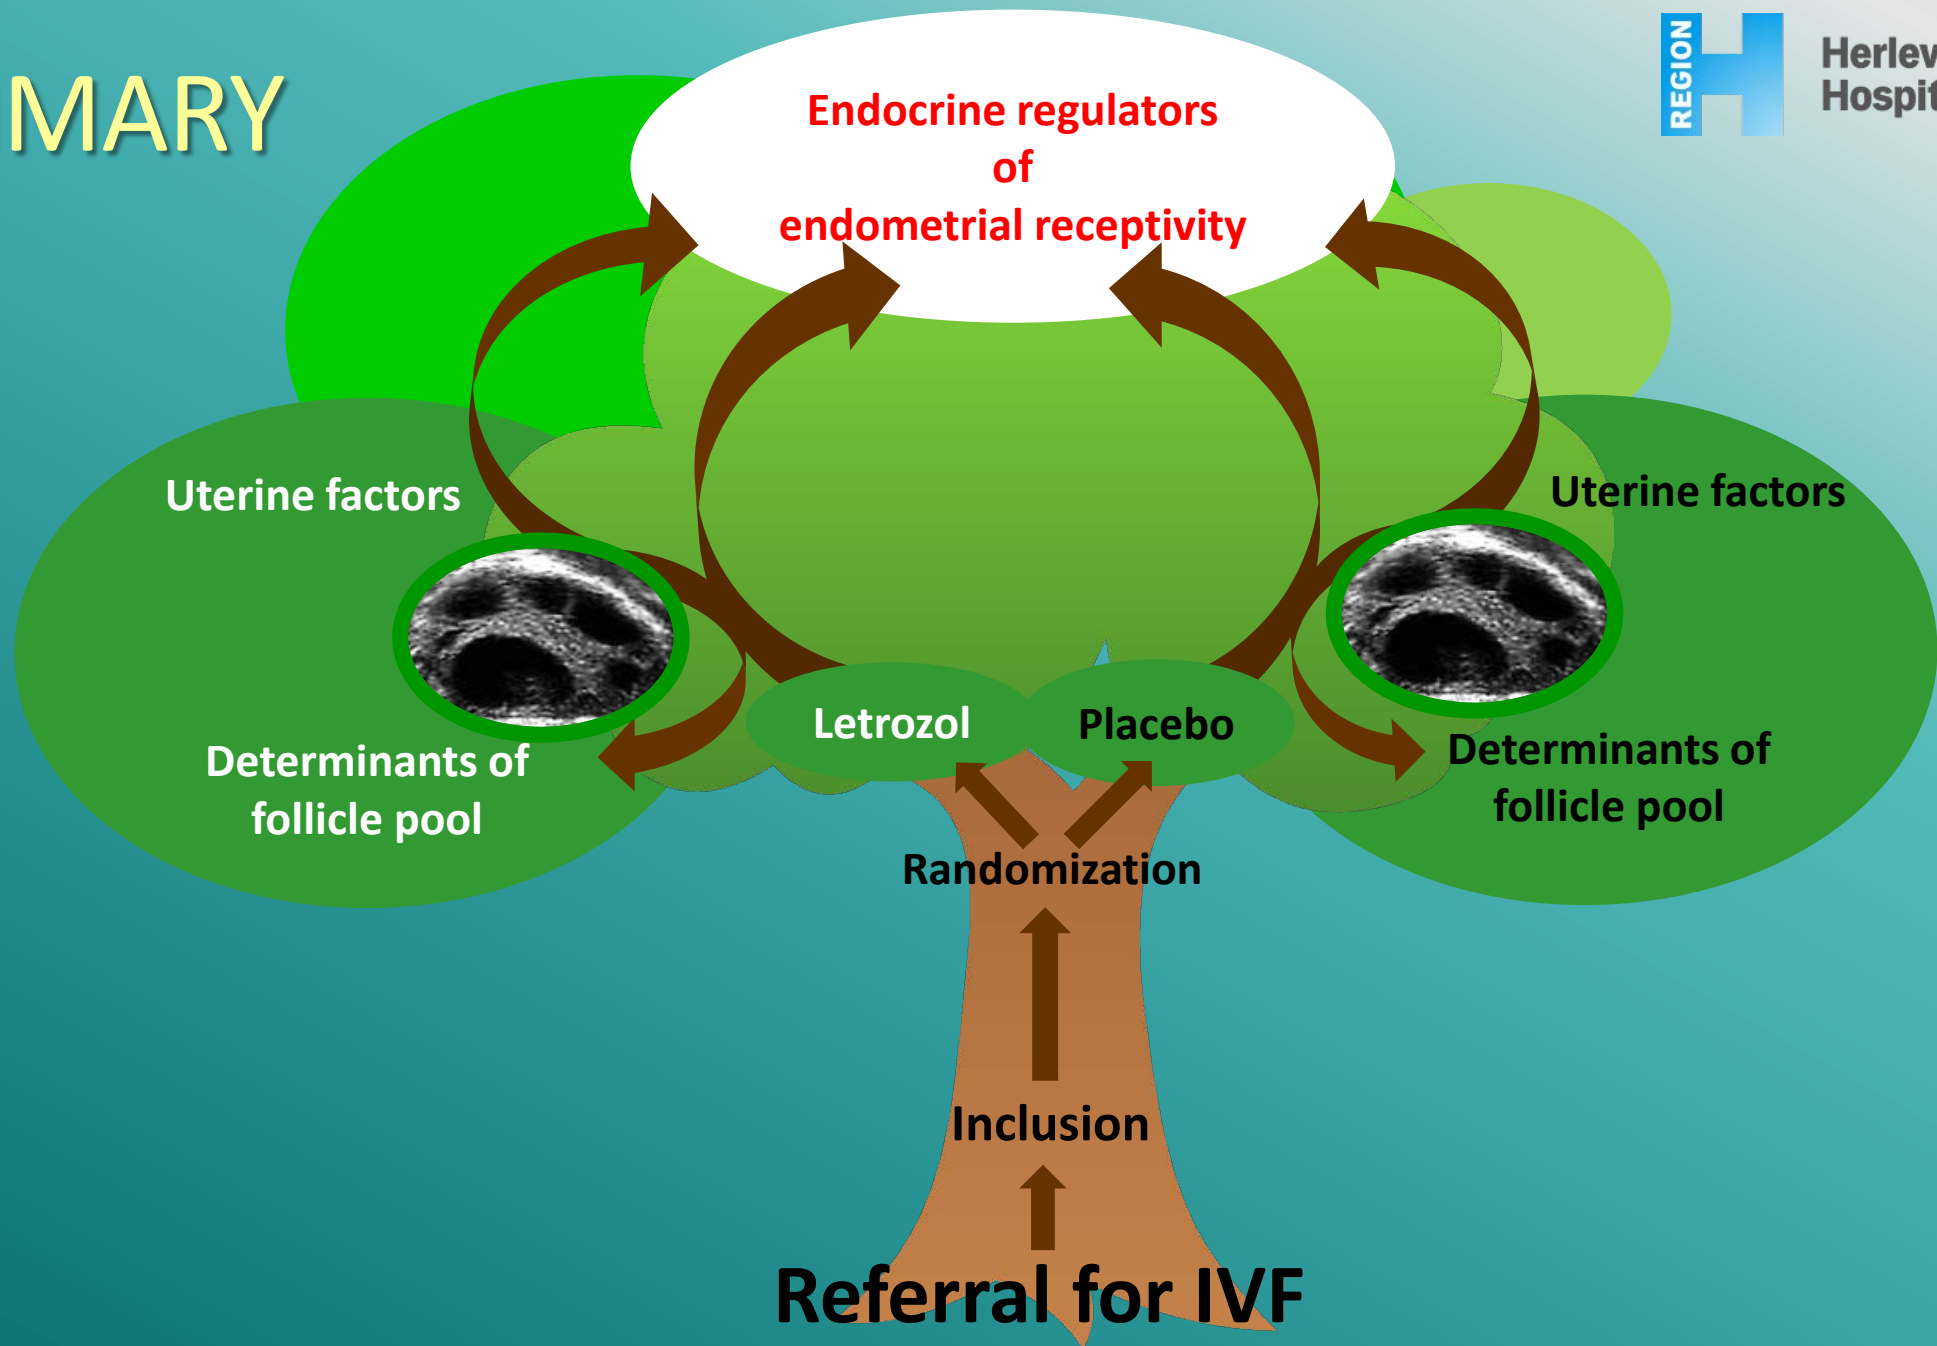 MARY
REGION
Herlev
Hospit
Endocrine regulators
of
endometrial receptivity
Uterine factors
Uterine factors
Letrozol
Placebo
Determinants of
follicle pool
Determinants of
follicle pool
Randomization
Inclusion
Referral for IVF